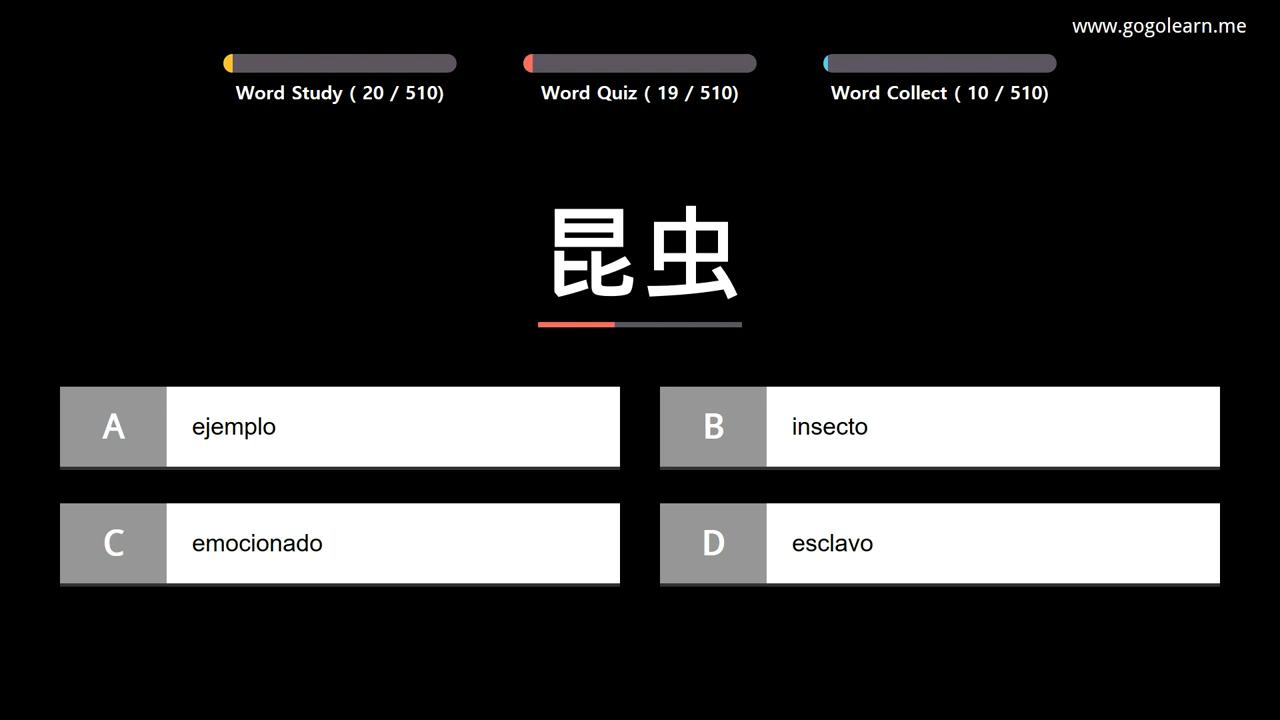 www.gogolearn.me
Word Study ( 20 / 510)
Word Quiz ( 19 / 510)
Word Collect ( 10 / 510)
昆虫
A ejemplo
B insecto
C emocionado
D esclavo